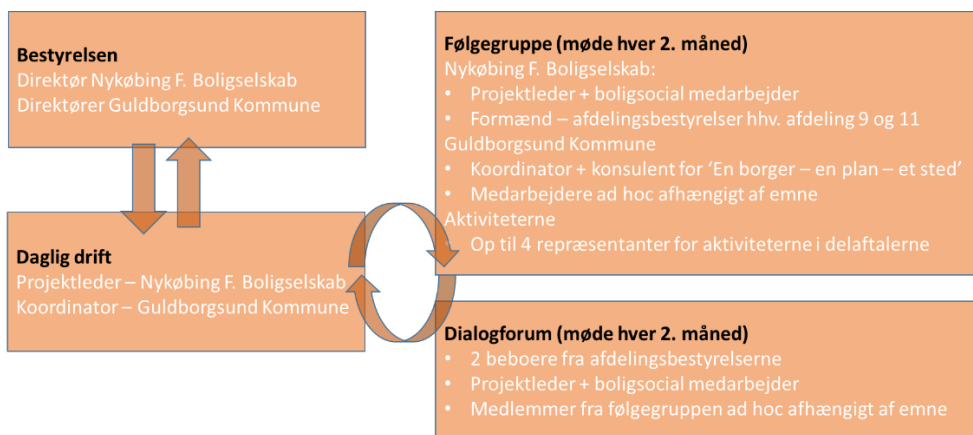 Bestyrelsen
Direktør Nykøbing F. Boligselskab
Direktører Guldborgsund Kommune
Daglig drift
Projektleder – Nykøbing F. Boligselskab
Koordinator – Guldborgsund Kommune
Følgegruppe (møde hver 2. måned)
Nykøbing F. Boligselskab:
• Projektleder + boligsocial medarbejder
• Formænd – afdelingsbestyrelser hhv. afdeling 9 og 11
Guldborgsund Kommune
• Koordinator + konsulent for ‘En borger – en plan – et sted’
• Medarbejdere ad hoc afhængigt af emne
Aktiviteterne
• Op til 4 repræsentanter for aktiviteterne i delaftalerne
Dialogforum (møde hver 2. måned)
• 2 beboere fra afdelingsbestyrelserne
• Projektleder + boligsocial medarbejder
• Medlemmer fra følgegruppen ad hoc afhængigt af emne